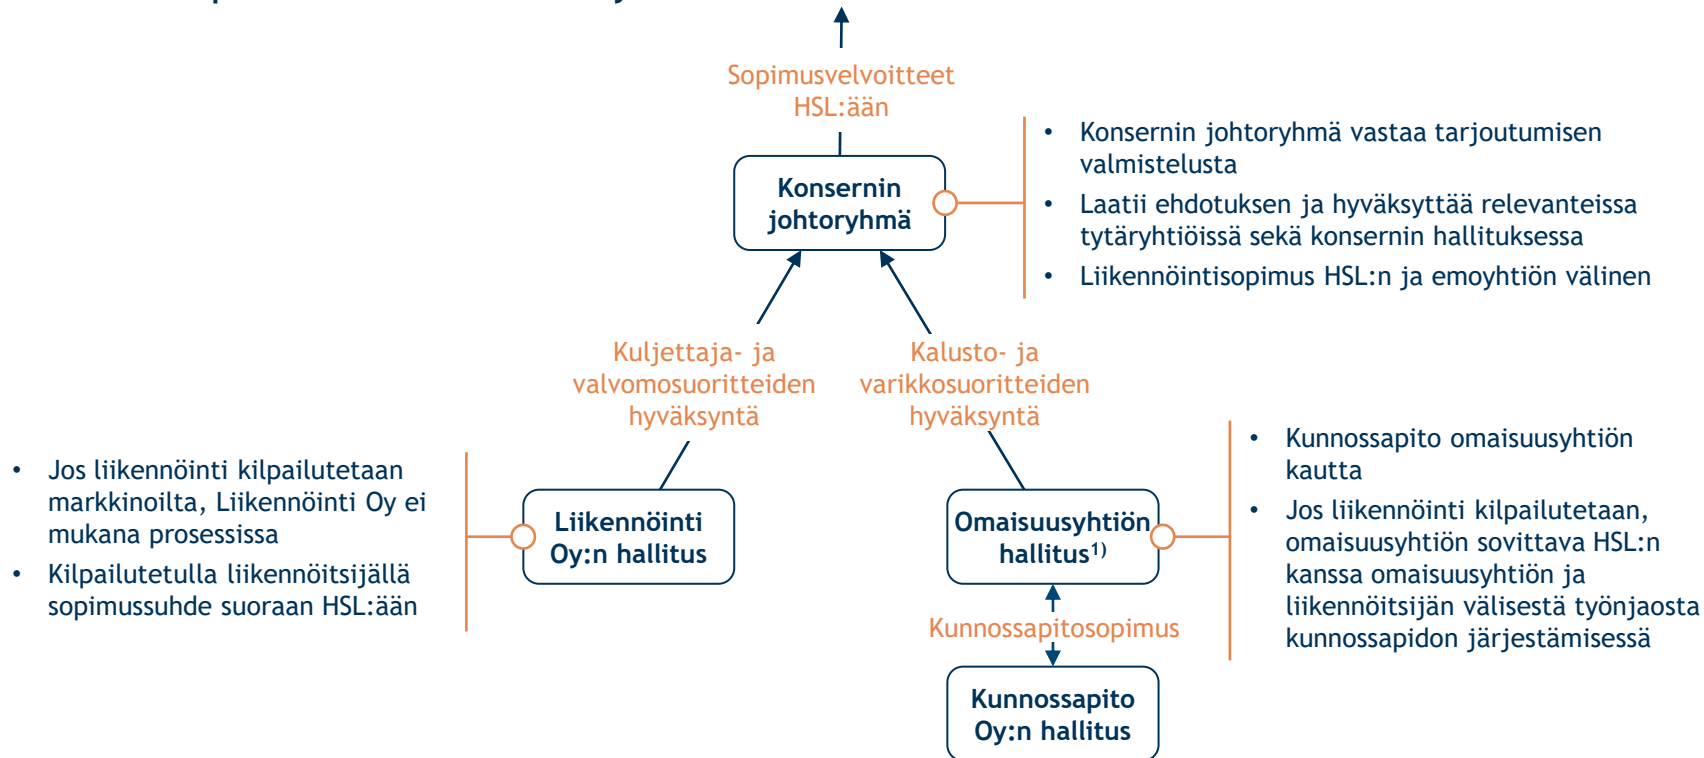 Sopimusvelvoitteet
HSL:ään
Konsernin
johtoryhmä
• Konsernin johtoryhmä vastaa tarjoutumisen
valmistelusta
• Laatii ehdotuksen ja hyväksyttää relevanteissa
tytäryhtiöissä sekä konsernin hallituksessa
• Liikennöintisopimus HSL:n ja emoyhtiön välinen
Kuljettaja- ja
valvomosuoritteiden
hyväksyntä
Kalusto- ja
varikkosuoritteiden
hyväksyntä
• Jos liikennöinti kilpailutetaan
markkinoilta, Liikennöinti Oy ei
mukana prosessissa
• Kilpailutetulla liikennöitsijällä
sopimussuhde suoraan HSL:ään
Liikennöinti
Oy:n hallitus
Omaisuusyhtiön
hallitus1)
• Kunnossapito omaisuusyhtiön
kautta
• Jos liikennöinti kilpailutetaan,
omaisuusyhtiön sovittava HSL:n
kanssa omaisuusyhtiön ja
liikennöitsijän välisestä työnjaosta
kunnossapidon järjestämisessä
Kunnossapitosopimus
Kunnossapito
Oy:n hallitus